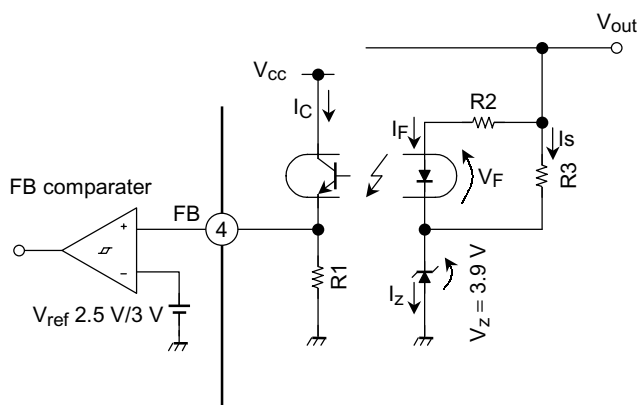 Vout
Vcc
IC
R2
IF
Is
VF
R3
FB comparater
FB
4
+
−
R1
Iz
Vz = 3.9 V
Vref 2.5 V/3 V